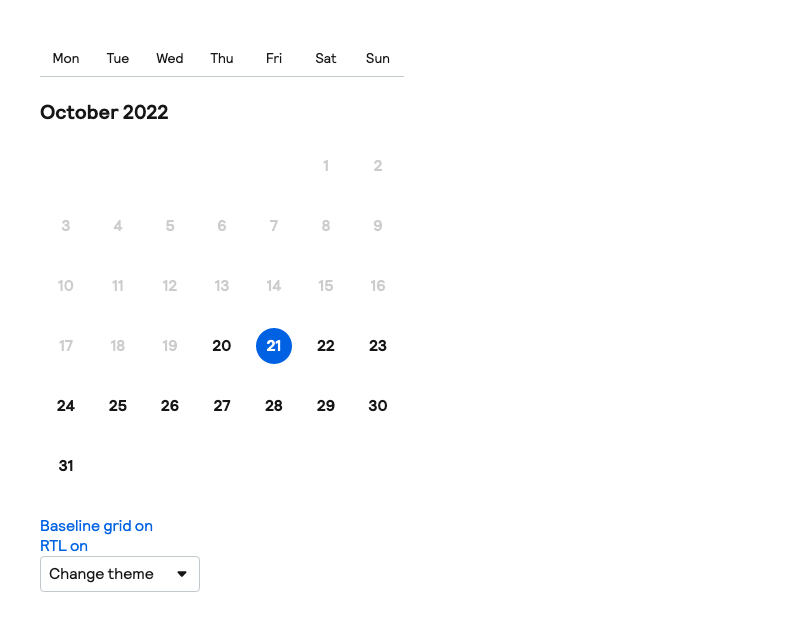 Mon Tue Wed Thu Fri Sat Sun
October 2022
1 2
3 4 5 6 7 8 9
10 11 12 13 14 15 16
17 18 19 20 21 22 23
24 25 26 27 28 29 30
31
Baseline grid on
RTL on
Change theme